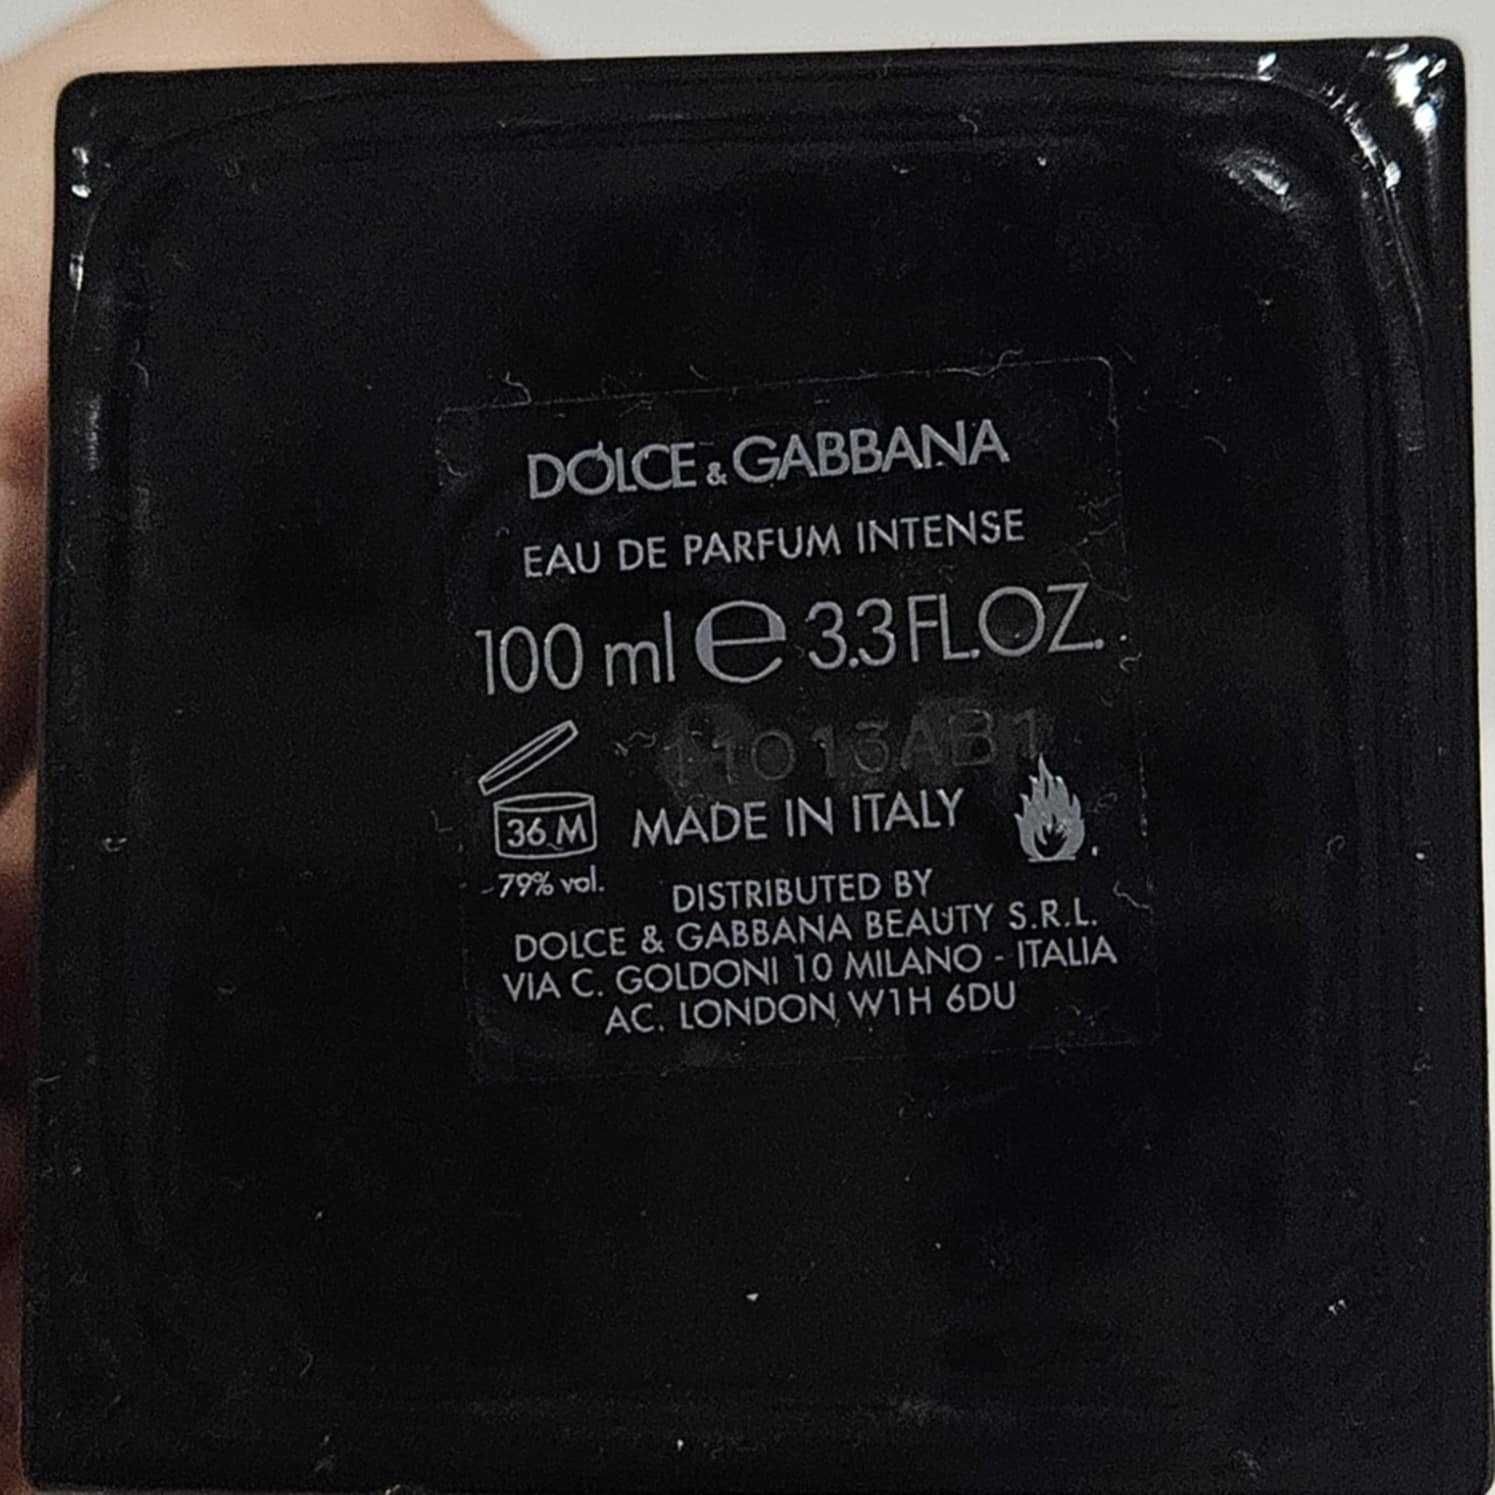 DOLCE & GABBANA
EAU DE PARFUM INTENSE
100 ml e 3.3 FL.OZ.
36 M
MADE IN ITALY
79% vol.
DISTRIBUTED BY
DOLCE & GABBANA BEAUTY S.R.L.
VIA C. GOLDONI 10 MILANO - ITALIA
AC. LONDON W1H 6DU